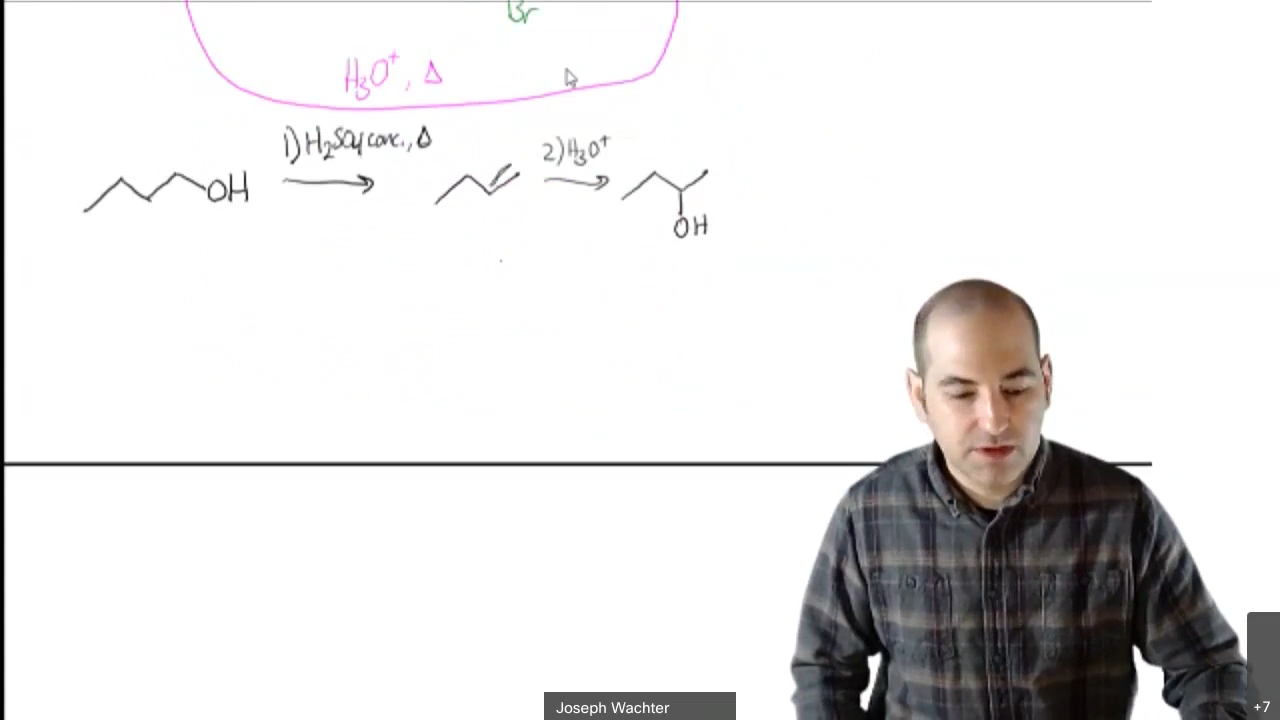 Br
H₃O⁺, Δ
1) H₂SO₄ conc., Δ
2) H₃O⁺
OH
OH
Joseph Wachter
+7